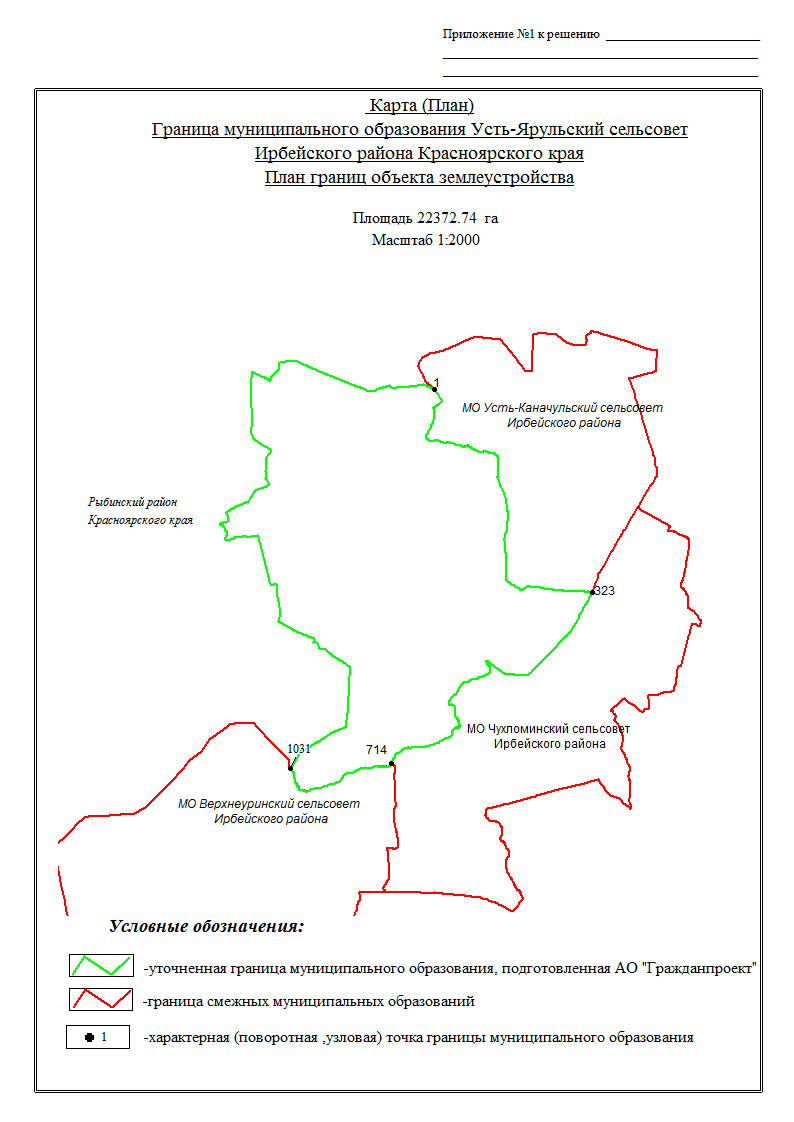 Приложение №1 к решению
Карта (План)
Граница муниципального образования Усть-Ярульский сельсовет
Ирбейского района Красноярского края
План границ объекта землеустройства
Площадь 22372.74 га
Масштаб 1:2000
1
МО Усть-Каначульский сельсовет
Ирбейского района
Рыбинский район
Красноярского края
323
МО Чухломинский сельсовет
Ирбейского района
1031
714
МО Верхнеуринский сельсовет
Ирбейского района
Условные обозначения:
-уточненная граница муниципального образования, подготовленная АО "Гражданпроект"
-граница смежных муниципальных образований
1 -характерная (поворотная ,узловая) точка границы муниципального образования